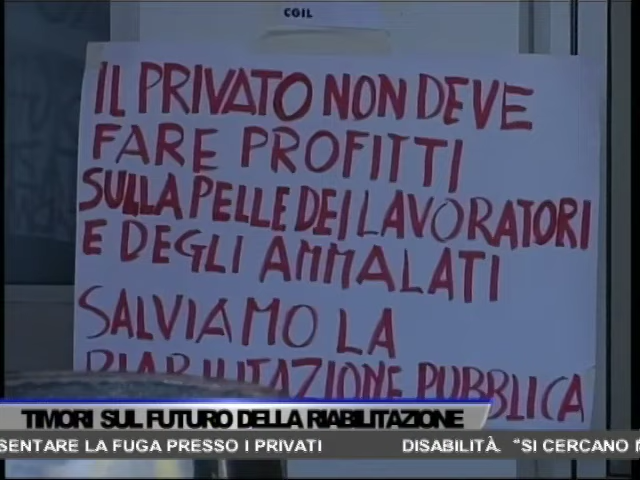 CGIL
IL PRIVATO NON DEVE
FARE PROFITTI
SULLA PELLE DEI LAVORATORI
E DEGLI AMMALATI
SALVIAMO LA
RIABILITAZIONE PUBBLICA
TIMORI SUL FUTURO DELLA RIABILITAZIONE
SENTARE LA FUGA PRESSO I PRIVATI DISABILITÀ. "SI CERCANO